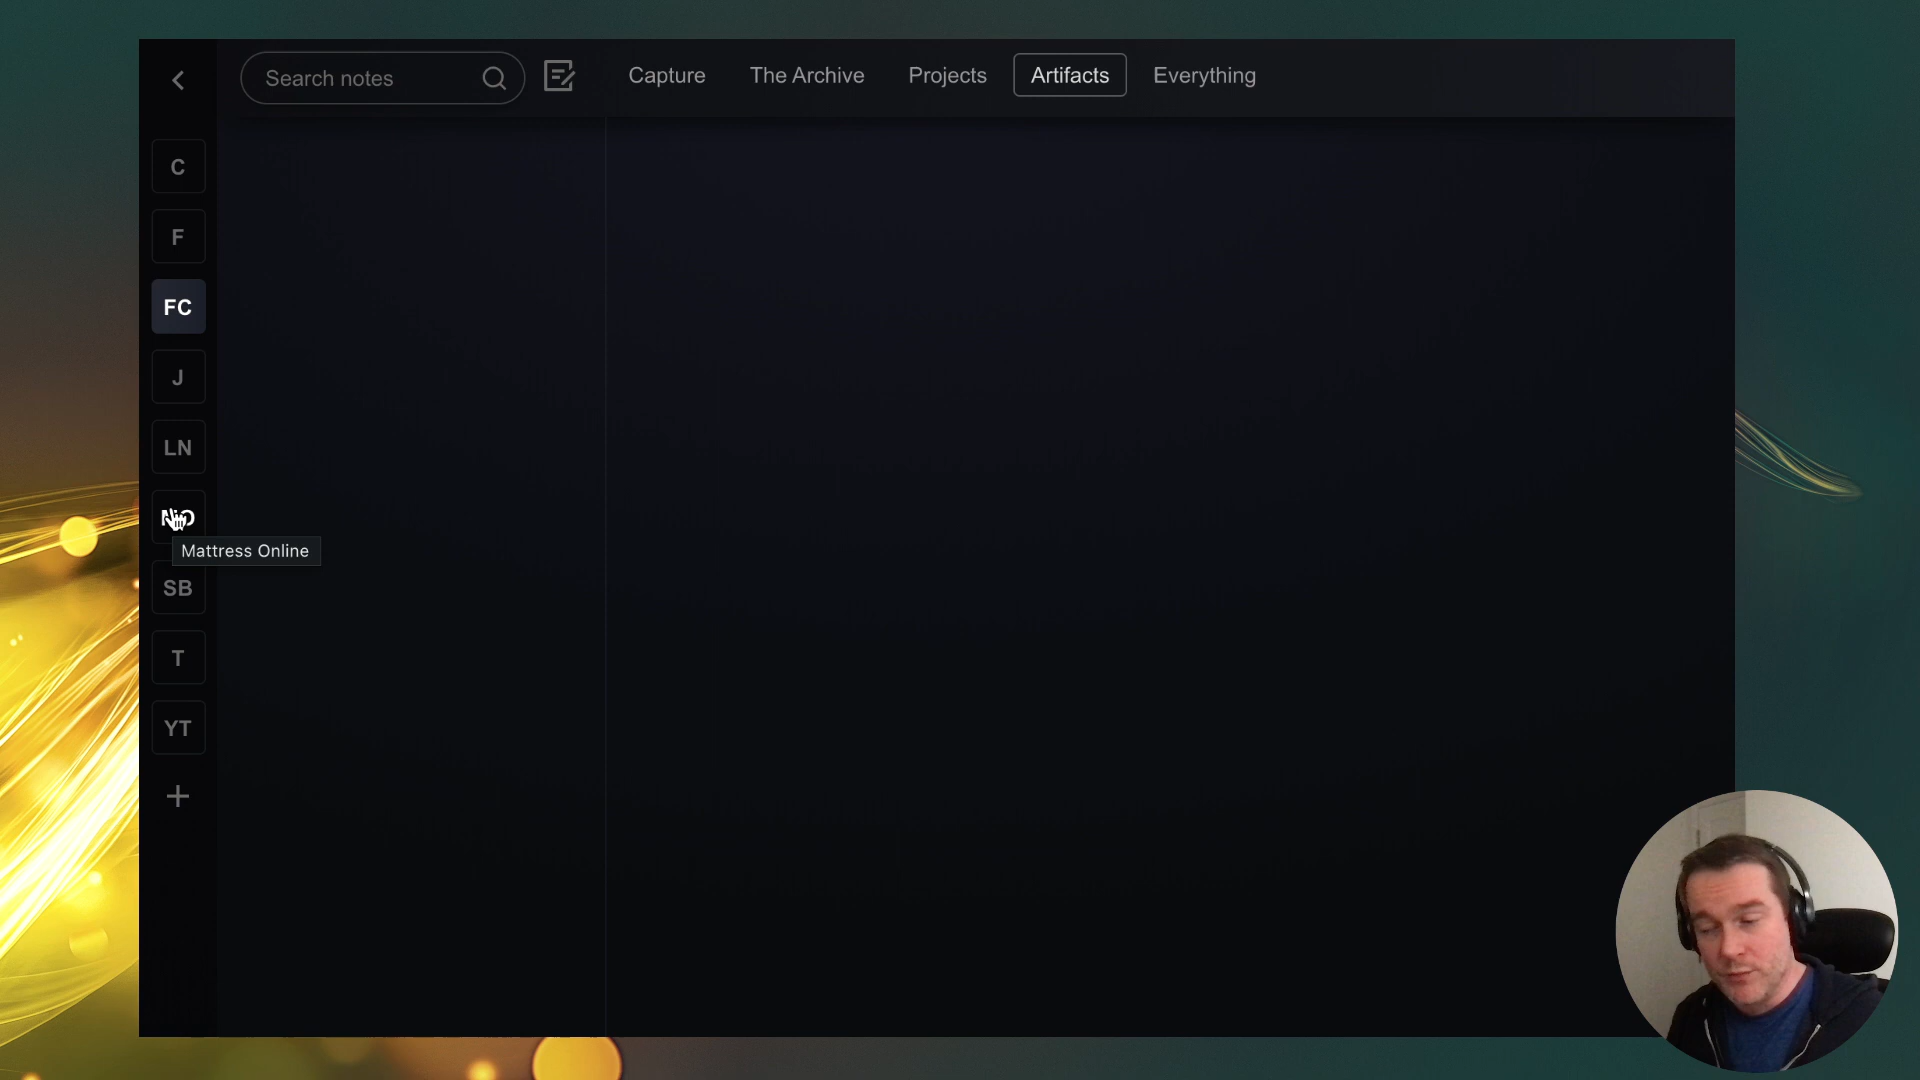 Search notes
Capture
The Archive
Projects
Artifacts
Everything
C
F
FC
J
LN
Mattress Online
SB
T
YT